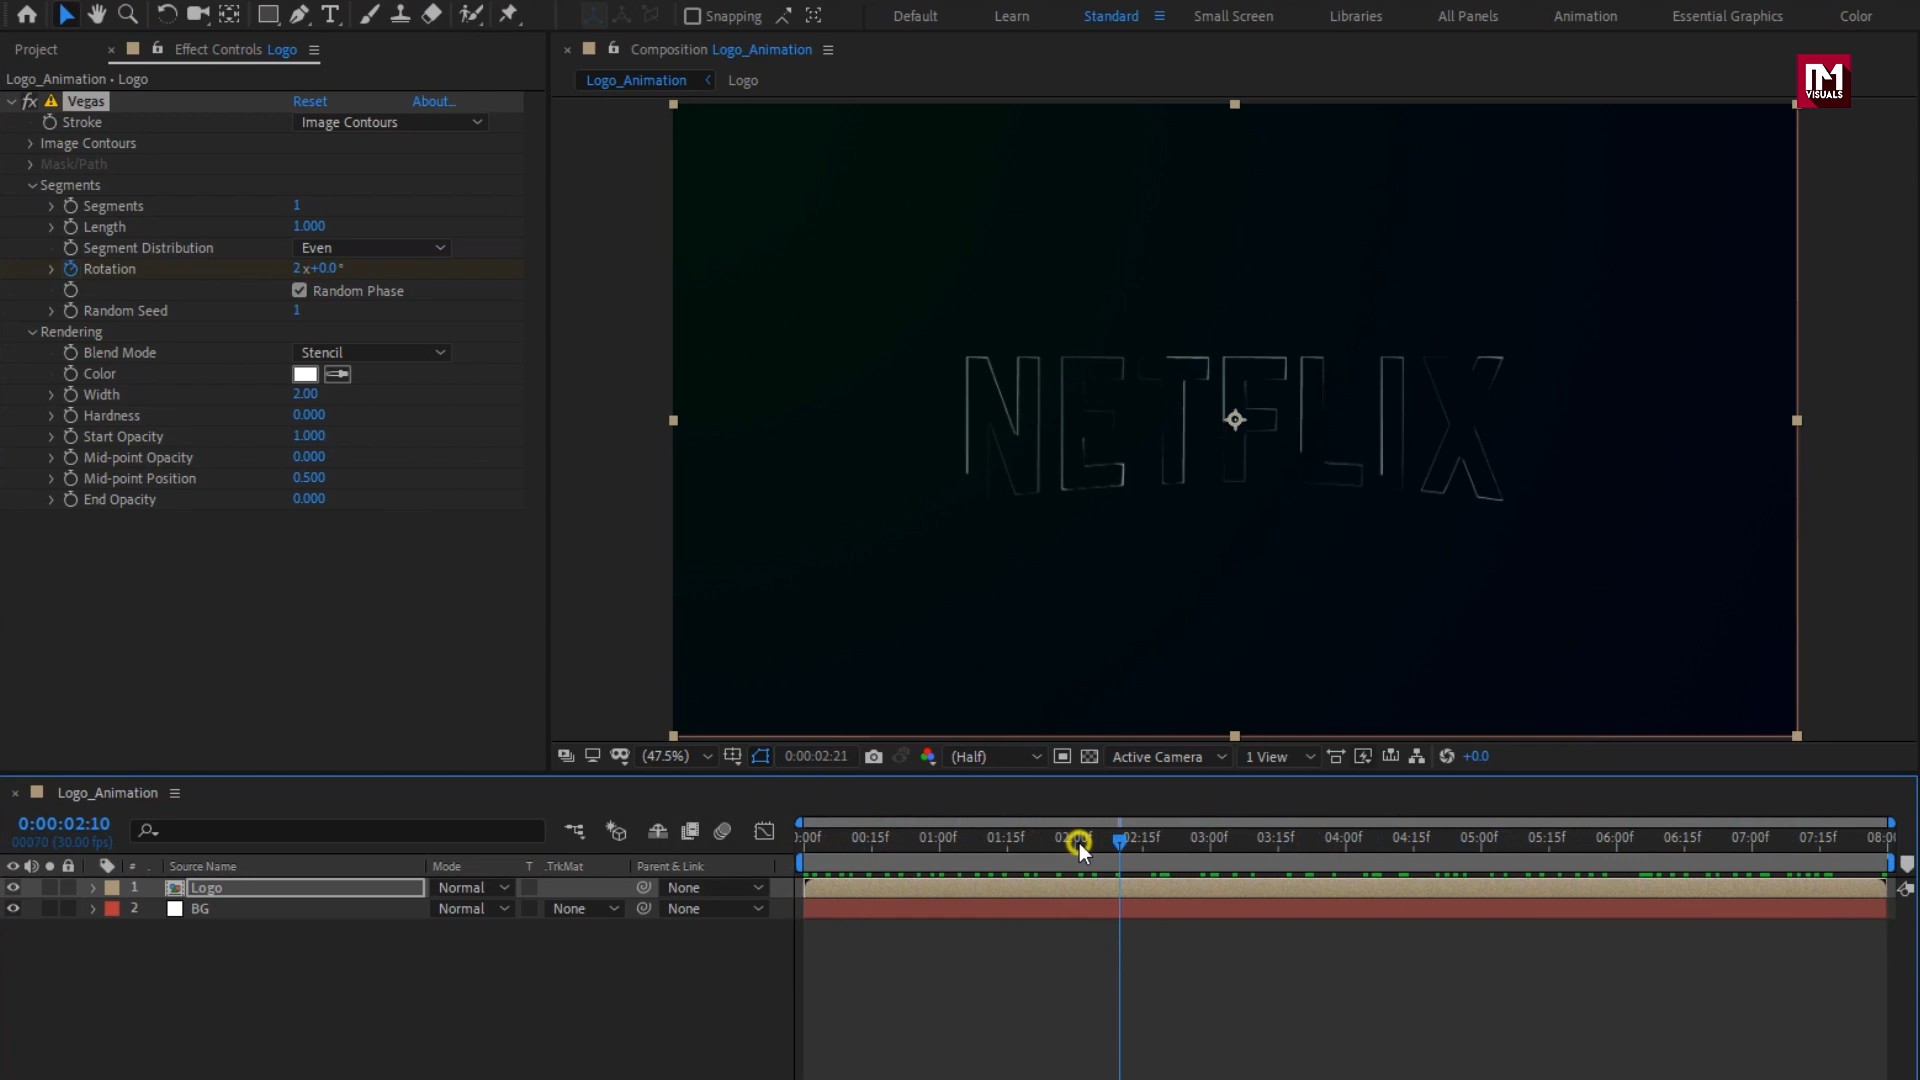 Snapping
Default
Learn
Standard
Small Screen
Libraries
All Panels
Animation
Essential Graphics
Color
Project
Effect Controls Logo
Composition Logo_Animation
M VISUALS
Logo_Animation • Logo
Logo_Animation
Logo
fx Vegas Reset About...
Stroke Image Contours
Image Contours
Mask/Path
Segments
Segments 1
Length 1.000
Segment Distribution Even
Rotation 2x+0.0°
Random Phase
Random Seed 1
Rendering
Blend Mode Stencil
Color
Width 2.00
Hardness 0.000
Start Opacity 1.000
Mid-point Opacity 0.000
Mid-point Position 0.500
End Opacity 0.000
NETFLIX
(47.5%) 0:00:02:21 (Half) Active Camera 1 View +0.0
Logo_Animation
0:00:02:10
00070 (30.00 fps)
:00f 00:15f 01:00f 01:15f 02:00f 02:15f 03:00f 03:15f 04:00f 04:15f 05:00f 05:15f 06:00f 06:15f 07:00f 07:15f 08:00
# Source Name Mode T .TrkMat Parent & Link
1 Logo Normal None
2 BG Normal None None